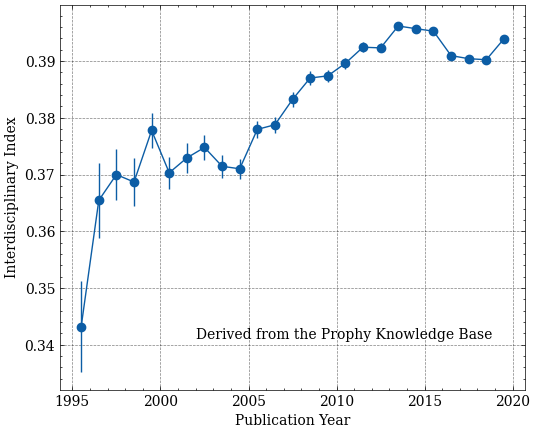 0.39
0.38
0.37
0.36
0.35
0.34
Interdisciplinary Index
Derived from the Prophy Knowledge Base
1995 2000 2005 2010 2015 2020
Publication Year